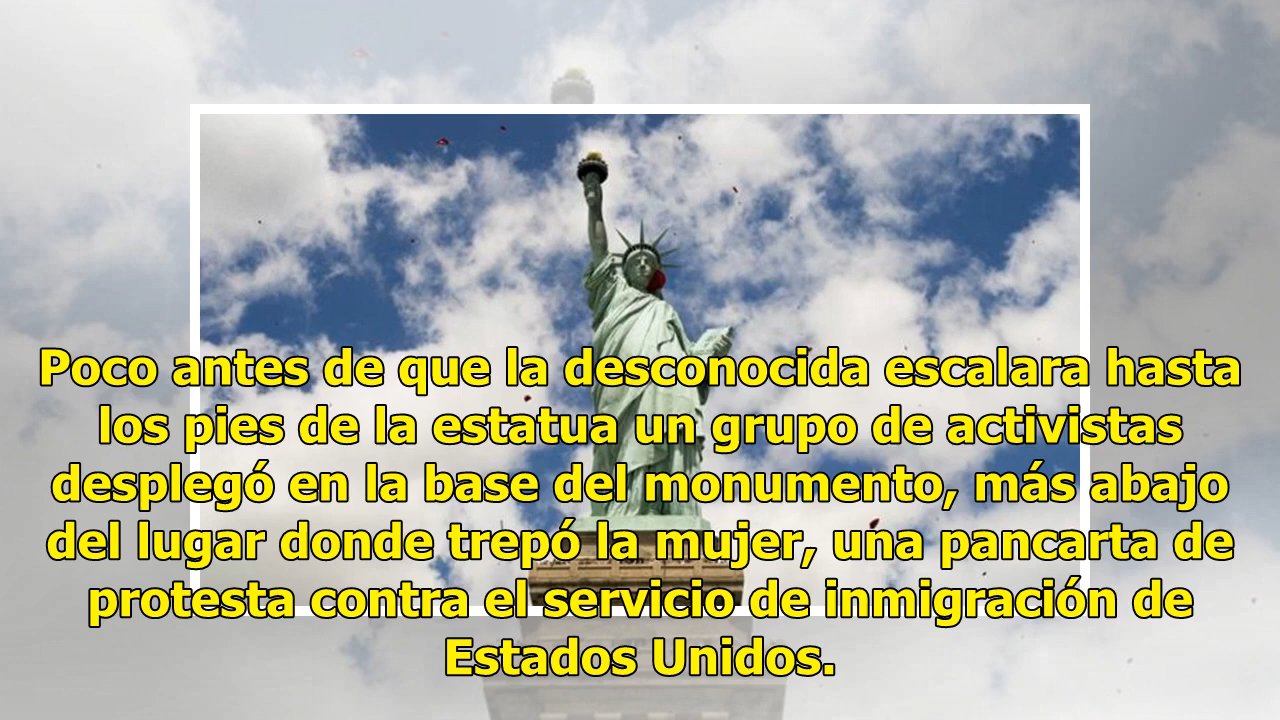 Poco antes de que la desconocida escalara hasta
los pies de la estatua un grupo de activistas
desplegó en la base del monumento, más abajo
del lugar donde trepó la mujer, una pancarta de
protesta contra el servicio de inmigración de
Estados Unidos.